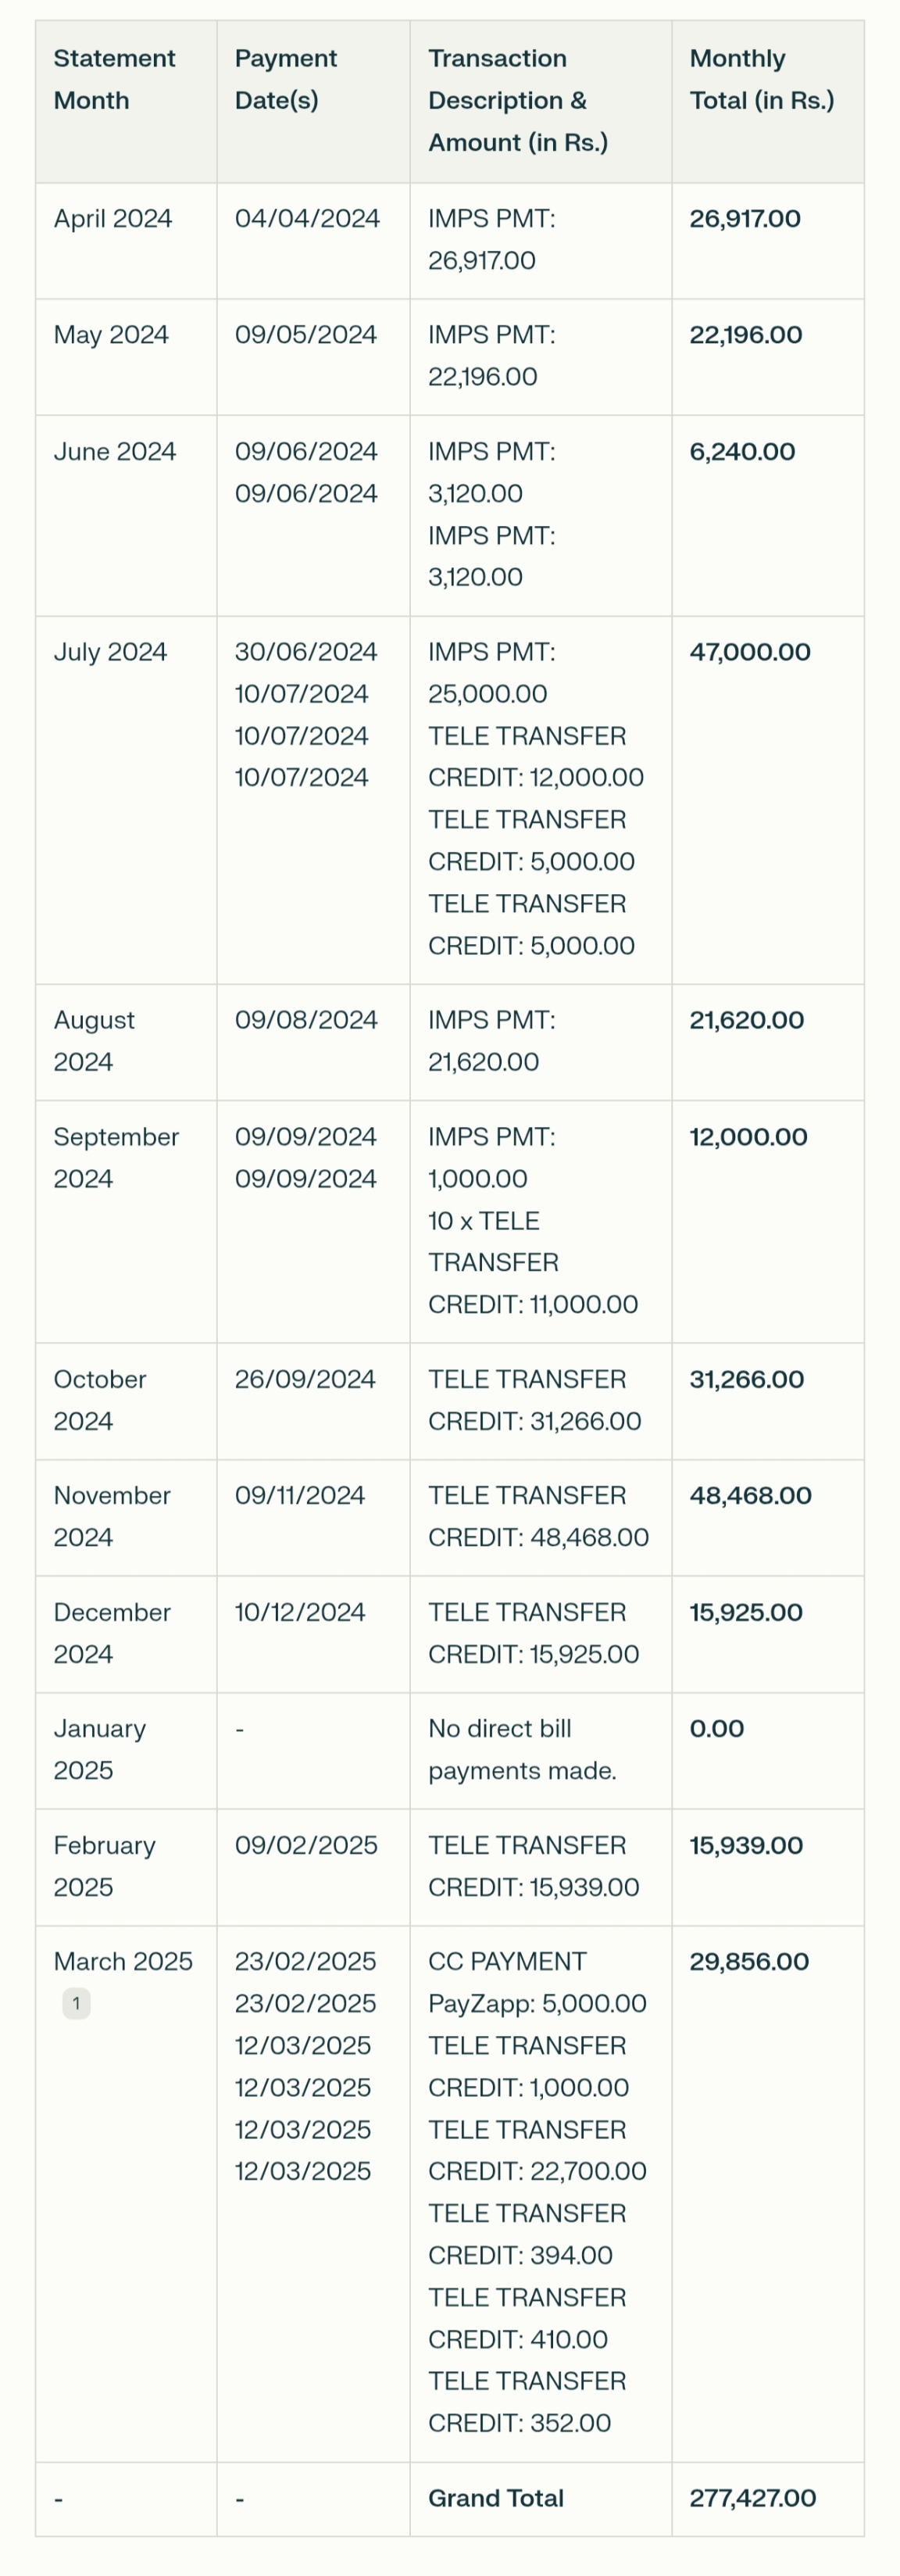 Statement Month
Payment Date(s)
Transaction Description & Amount (in Rs.)
Monthly Total (in Rs.)
April 2024
04/04/2024
IMPS PMT:
26,917.00
26,917.00
May 2024
09/05/2024
IMPS PMT:
22,196.00
22,196.00
June 2024
09/06/2024
09/06/2024
IMPS PMT:
3,120.00
IMPS PMT:
3,120.00
6,240.00
July 2024
30/06/2024
10/07/2024
10/07/2024
10/07/2024
IMPS PMT:
25,000.00
TELE TRANSFER
CREDIT: 12,000.00
TELE TRANSFER
CREDIT: 5,000.00
TELE TRANSFER
CREDIT: 5,000.00
47,000.00
August
2024
09/08/2024
IMPS PMT:
21,620.00
21,620.00
September
2024
09/09/2024
09/09/2024
IMPS PMT:
1,000.00
10 x TELE
TRANSFER
CREDIT: 11,000.00
12,000.00
October
2024
26/09/2024
TELE TRANSFER
CREDIT: 31,266.00
31,266.00
November
2024
09/11/2024
TELE TRANSFER
CREDIT: 48,468.00
48,468.00
December
2024
10/12/2024
TELE TRANSFER
CREDIT: 15,925.00
15,925.00
January
2025
-
No direct bill
payments made.
0.00
February
2025
09/02/2025
TELE TRANSFER
CREDIT: 15,939.00
15,939.00
March 2025
1
23/02/2025
23/02/2025
12/03/2025
12/03/2025
12/03/2025
12/03/2025
CC PAYMENT
PayZapp: 5,000.00
TELE TRANSFER
CREDIT: 1,000.00
TELE TRANSFER
CREDIT: 22,700.00
TELE TRANSFER
CREDIT: 394.00
TELE TRANSFER
CREDIT: 410.00
TELE TRANSFER
CREDIT: 352.00
29,856.00
-
-
Grand Total
277,427.00